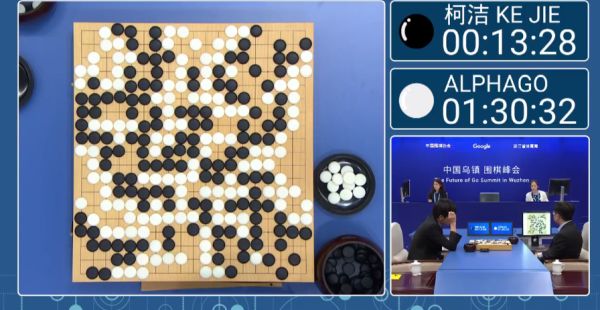 柯洁 KE JIE
00:13:28
ALPHAGO
01:30:32
Google
中国乌镇 围棋峰会
The Future of Go Summit in Wuzhen